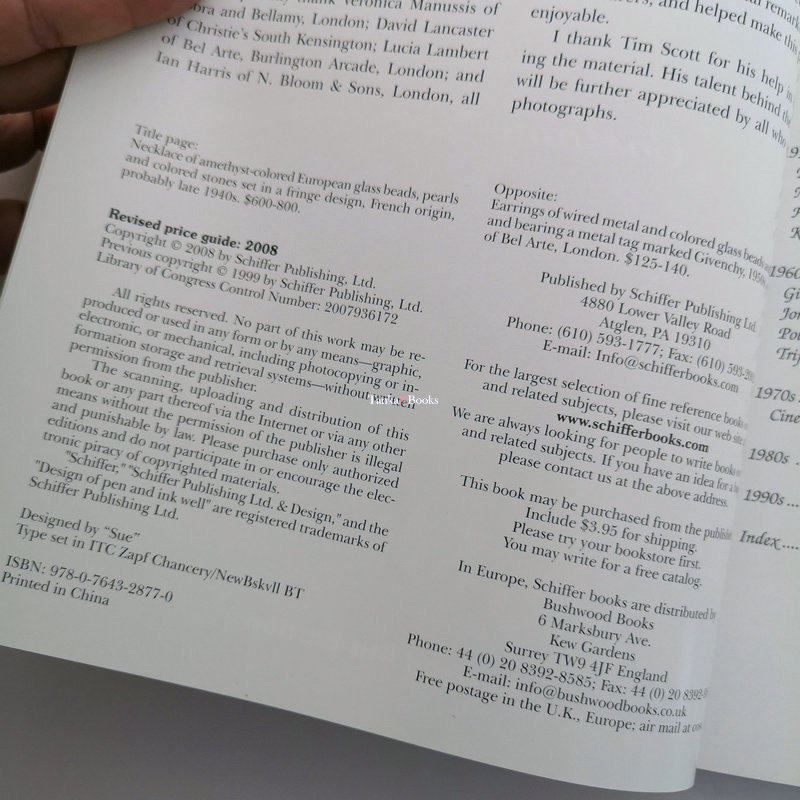 thank Veronica Manussis of
bra and Bellamy, London; David Lancaster
of Christie's South Kensington; Lucia Lambert
of Bel Arte, Burlington Arcade, London; and
Ian Harris of N. Bloom & Sons, London, all
and helped make this
enjoyable.
I thank Tim Scott for his help in
ing the material. His talent behind the
will be further appreciated by all who
photographs.
Title page:
Necklace of amethyst-colored European glass beads, pearls
and colored stones set in a fringe design, French origin,
probably late 1940s. $600-800.
Revised price guide: 2008
Copyright © 2008 by Schiffer Publishing, Ltd.
Previous copyright © 1999 by Schiffer Publishing, Ltd.
Library of Congress Control Number: 2007936172
All rights reserved. No part of this work may be re-
produced or used in any form or by any means—graphic,
electronic, or mechanical, including photocopying or in-
formation storage and retrieval systems—without
permission from the publisher.
The scanning, uploading and distribution of this
book or any part thereof via the Internet or via any other
means without the permission of the publisher is illegal
and punishable by law. Please purchase only authorized
editions and do not participate in or encourage the elec-
tronic piracy of copyrighted materials.
"Schiffer," "Schiffer Publishing Ltd. & Design," and the
"Design of pen and ink well" are registered trademarks of
Schiffer Publishing Ltd.
Designed by "Sue"
Type set in ITC Zapf Chancery/NewBskvll BT
ISBN: 978-0-7643-2877-0
Printed in China
Opposite:
Earrings of wired metal and colored glass beads
and bearing a metal tag marked Givenchy, 1950s,
of Bel Arte, London. $125-140.
Published by Schiffer Publishing Ltd.
4880 Lower Valley Road
Atglen, PA 19310
Phone: (610) 593-1777; Fax: (610) 593-
E-mail: Info@schifferbooks.com
For the largest selection of fine reference books
and related subjects, please visit our web site
www.schifferbooks.com
We are always looking for people to write books
and related subjects. If you have an idea for a
please contact us at the above address.
This book may be purchased from the publisher.
Include $3.95 for shipping.
Please try your bookstore first.
You may write for a free catalog.
In Europe, Schiffer books are distributed by
Bushwood Books
6 Marksbury Ave.
Kew Gardens
Surrey TW9 4JF England
Phone: 44 (0) 20 8392-8585; Fax: 44 (0) 20 8392-
E-mail: info@bushwoodbooks.co.uk
Free postage in the U.K., Europe; air mail at
1960
Gi
Jon
Pou
Trif
1970s
Cine
1980s
1990s
Index
Books